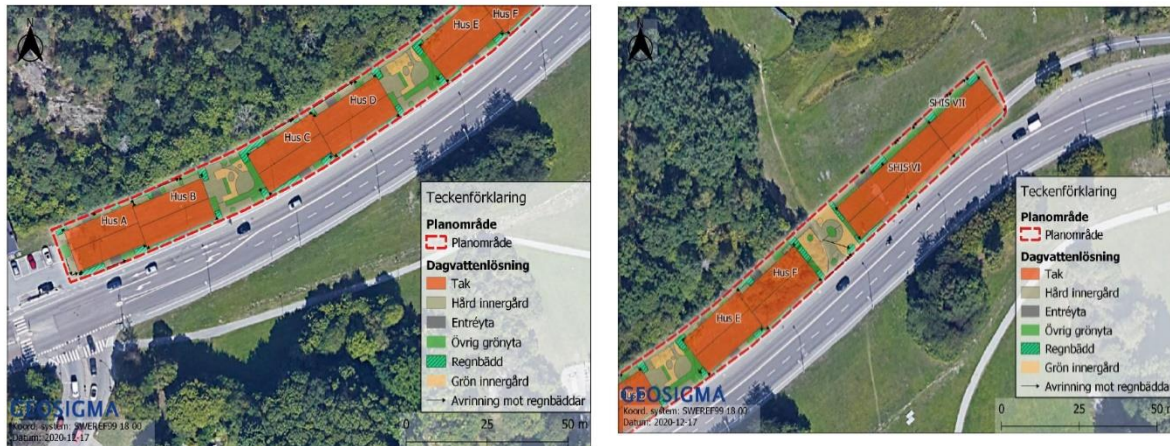 N
Hus F
Hus E
Hus D
Hus C
Hus B
Hus A
Teckenförklaring
Planområde
Planområde
Dagvattenlösning
Tak
Hård innergård
Entréyta
Övrig grönyta
Regnbädd
Grön innergård
Avrinning mot regnbäddar
GEOSIGMA
Koord. system: SWEREF99 18 00
Datum: 2020-12-17
0 25 50 m
N
SHIS VII
SHIS VI
Hus F
Hus E
Teckenförklaring
Planområde
Planområde
Dagvattenlösning
Tak
Hård innergård
Entréyta
Övrig grönyta
Regnbädd
Grön innergård
Avrinning mot regnbäddar
GEOSIGMA
Koord. system: SWEREF99 18 00
Datum: 2020-12-17
0 25 50